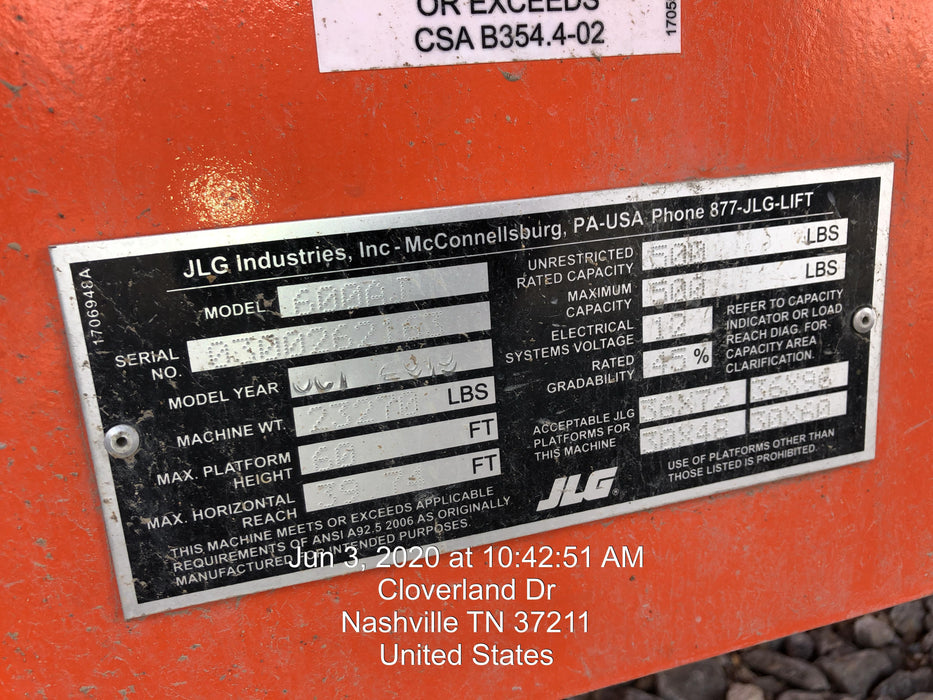 OR EXCEEDS
CSA B354.4-02
1705
1706948A
JLG Industries, Inc - McConnellsburg, PA-USA Phone 877-JLG-LIFT
MODEL 600AJ
SERIAL NO.
MODEL YEAR OCT 2018
MACHINE WT. LBS
MAX. PLATFORM HEIGHT 60 FT
MAX. HORIZONTAL REACH FT
UNRESTRICTED RATED CAPACITY 500 LBS
MAXIMUM CAPACITY 500 LBS
ELECTRICAL SYSTEMS VOLTAGE 12
RATED GRADABILITY 45 %
REFER TO CAPACITY
INDICATOR OR LOAD
REACH DIAG. FOR
CAPACITY AREA
CLARIFICATION.
ACCEPTABLE JLG
PLATFORMS FOR
THIS MACHINE
36X72 36X90
30X48 30X60
JLG®
USE OF PLATFORMS OTHER THAN
THOSE LISTED IS PROHIBITED.
THIS MACHINE MEETS OR EXCEEDS APPLICABLE
REQUIREMENTS OF ANSI A92.5 2006 AS ORIGINALLY
MANUFACTURED FOR INTENDED PURPOSES.
Jun 3, 2020 at 10:42:51 AM
Cloverland Dr
Nashville TN 37211
United States